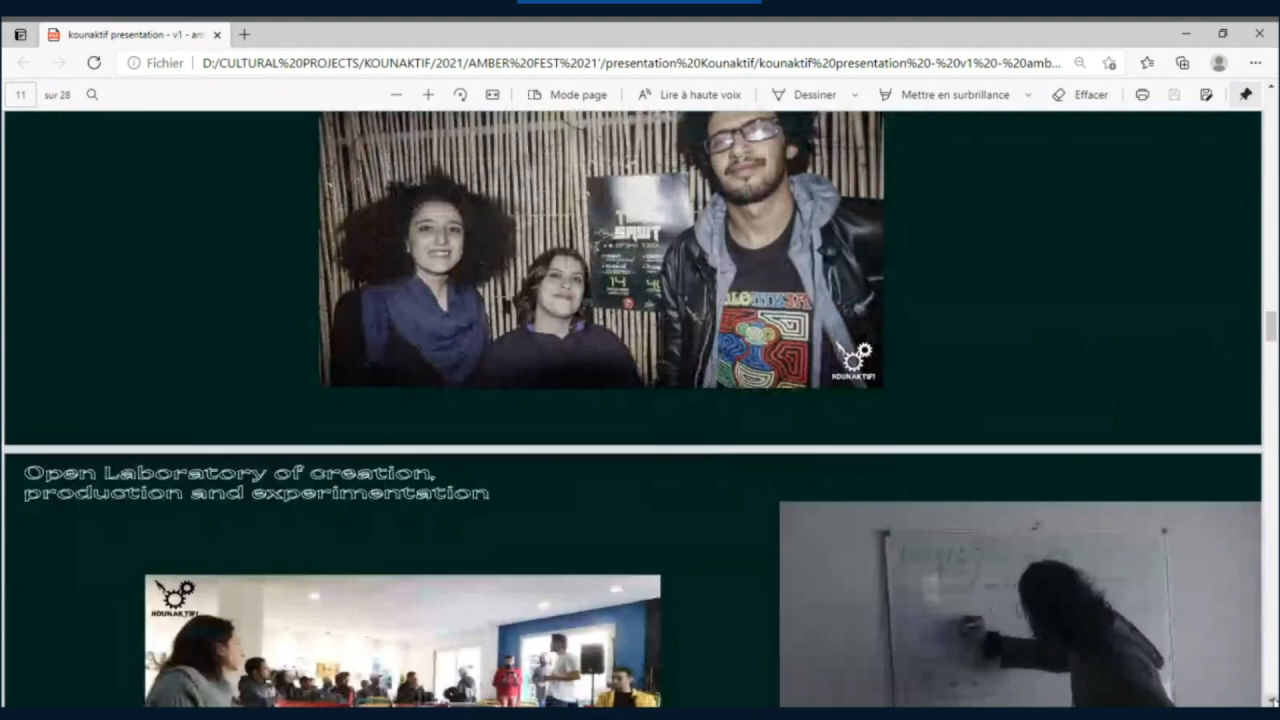 kounaktif presentation - v1 - am
Fichier
D:/CULTURAL%20PROJECTS/KOUNAKTIF/2021/AMBER%20FEST%2021'/presentation%20Kounaktif/kounaktif%20presentation%20-%20v1%20-%20amb...
11 sur 28
Mode page
Lire à haute voix
Dessiner
Mettre en surbrillance
Effacer
SAWT
14
KOUNAKTIF!
Open Laboratory of creation,
production and experimentation
KOUNAKTIF!